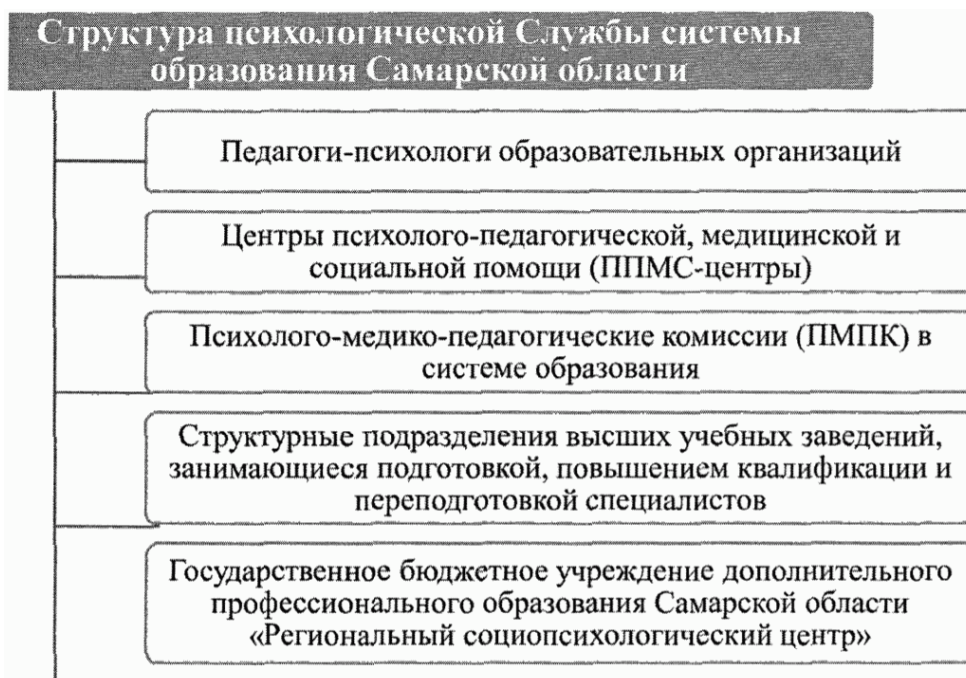 Структура психологической Службы системы
образования Самарской области
Педагоги-психологи образовательных организаций
Центры психолого-педагогической, медицинской и
социальной помощи (ППМС-центры)
Психолого-медико-педагогические комиссии (ПМПК) в
системе образования
Структурные подразделения высших учебных заведений,
занимающиеся подготовкой, повышением квалификации и
переподготовкой специалистов
Государственное бюджетное учреждение дополнительного
профессионального образования Самарской области
«Региональный социопсихологический центр»